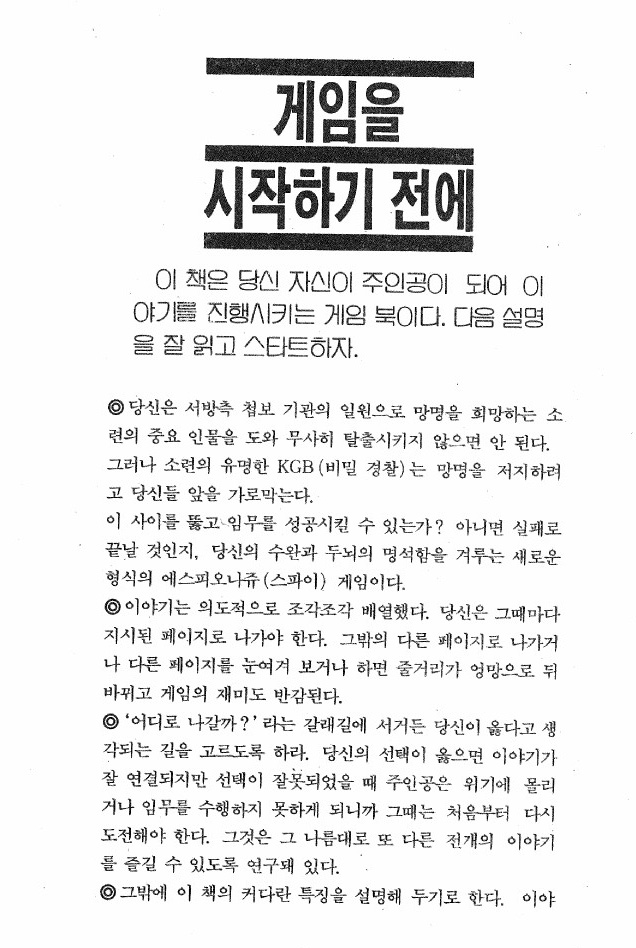 게임을
시작하기 전에
이 책은 당신 자신이 주인공이 되어 이
야기를 진행시키는 게임 북이다. 다음 설명
을 잘 읽고 스타트하자.
◎당신은 서방측 첩보 기관의 일원으로 망명을 희망하는 소
련의 중요 인물을 도와 무사히 탈출시키지 않으면 안 된다.
그러나 소련의 유명한 KGB(비밀 경찰)는 망명을 저지하려
고 당신들 앞을 가로막는다.
이 사이를 뚫고 임무를 성공시킬 수 있는가? 아니면 실패로
끝날 것인지, 당신의 수완과 두뇌의 명석함을 겨루는 새로운
형식의 에스피오나쥬(스파이) 게임이다.
◎이야기는 의도적으로 조각조각 배열했다. 당신은 그때마다
지시된 페이지로 나가야 한다. 그밖의 다른 페이지로 나가거
나 다른 페이지를 눈여겨 보거나 하면 줄거리가 엉망으로 뒤
바뀌고 게임의 재미도 반감된다.
◎‘어디로 나갈까?’라는 갈래길에 서거든 당신이 옳다고 생
각되는 길을 고르도록 하라. 당신의 선택이 옳으면 이야기가
잘 연결되지만 선택이 잘못되었을 때 주인공은 위기에 몰리
거나 임무를 수행하지 못하게 되니까 그때는 처음부터 다시
도전해야 한다. 그것은 그 나름대로 또 다른 전개의 이야기
를 즐길 수 있도록 연구돼 있다.
◎그밖에 이 책의 커다란 특징을 설명해 두기로 한다. 이야